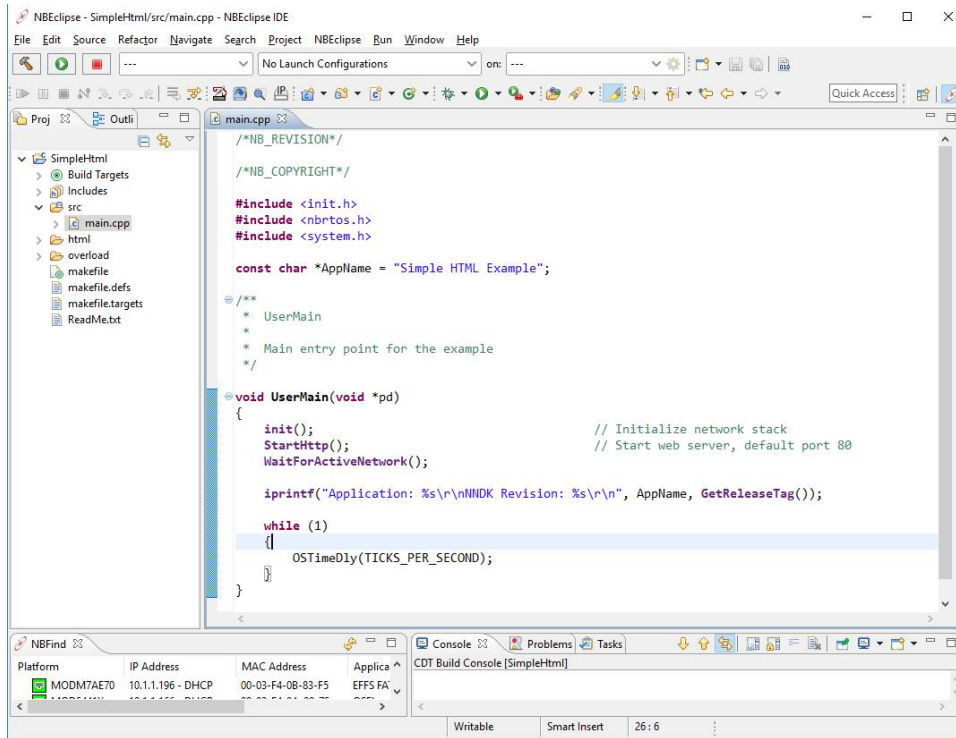 NBEclipse - SimpleHtml/src/main.cpp - NBEclipse IDE
File Edit Source Refactor Navigate Search Project NBEclipse Run Window Help
--- No Launch Configurations on: ---
Quick Access
Proj Outli
main.cpp
SimpleHtml
Build Targets
Includes
src
main.cpp
html
overload
makefile
makefile.defs
makefile.targets
ReadMe.txt
/*NB_REVISION*/
/*NB_COPYRIGHT*/
#include <init.h>
#include <nbrtos.h>
#include <system.h>
const char *AppName = "Simple HTML Example";
/**
* UserMain
*
* Main entry point for the example
*/
void UserMain(void *pd)
{
init(); // Initialize network stack
StartHttp(); // Start web server, default port 80
WaitForActiveNetwork();
iprintf("Application: %s\r\nNNDK Revision: %s\r\n", AppName, GetReleaseTag());
while (1)
{
OSTimeDly(TICKS_PER_SECOND);
}
}
NBFind
Platform IP Address MAC Address Applica
MODM7AE70 10.1.1.196 - DHCP 00-03-F4-0B-83-F5 EFFS FA
Console Problems Tasks
CDT Build Console [SimpleHtml]
Writable Smart Insert 26:6